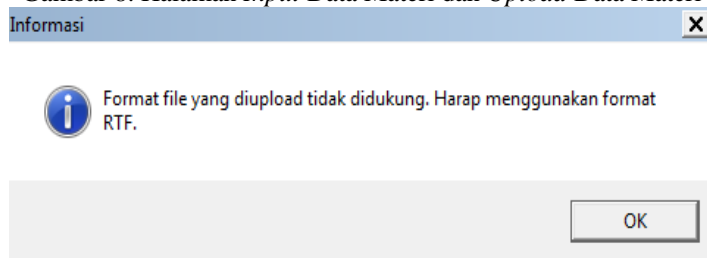 Informasi
Format file yang diupload tidak didukung. Harap menggunakan format
RTF.
OK